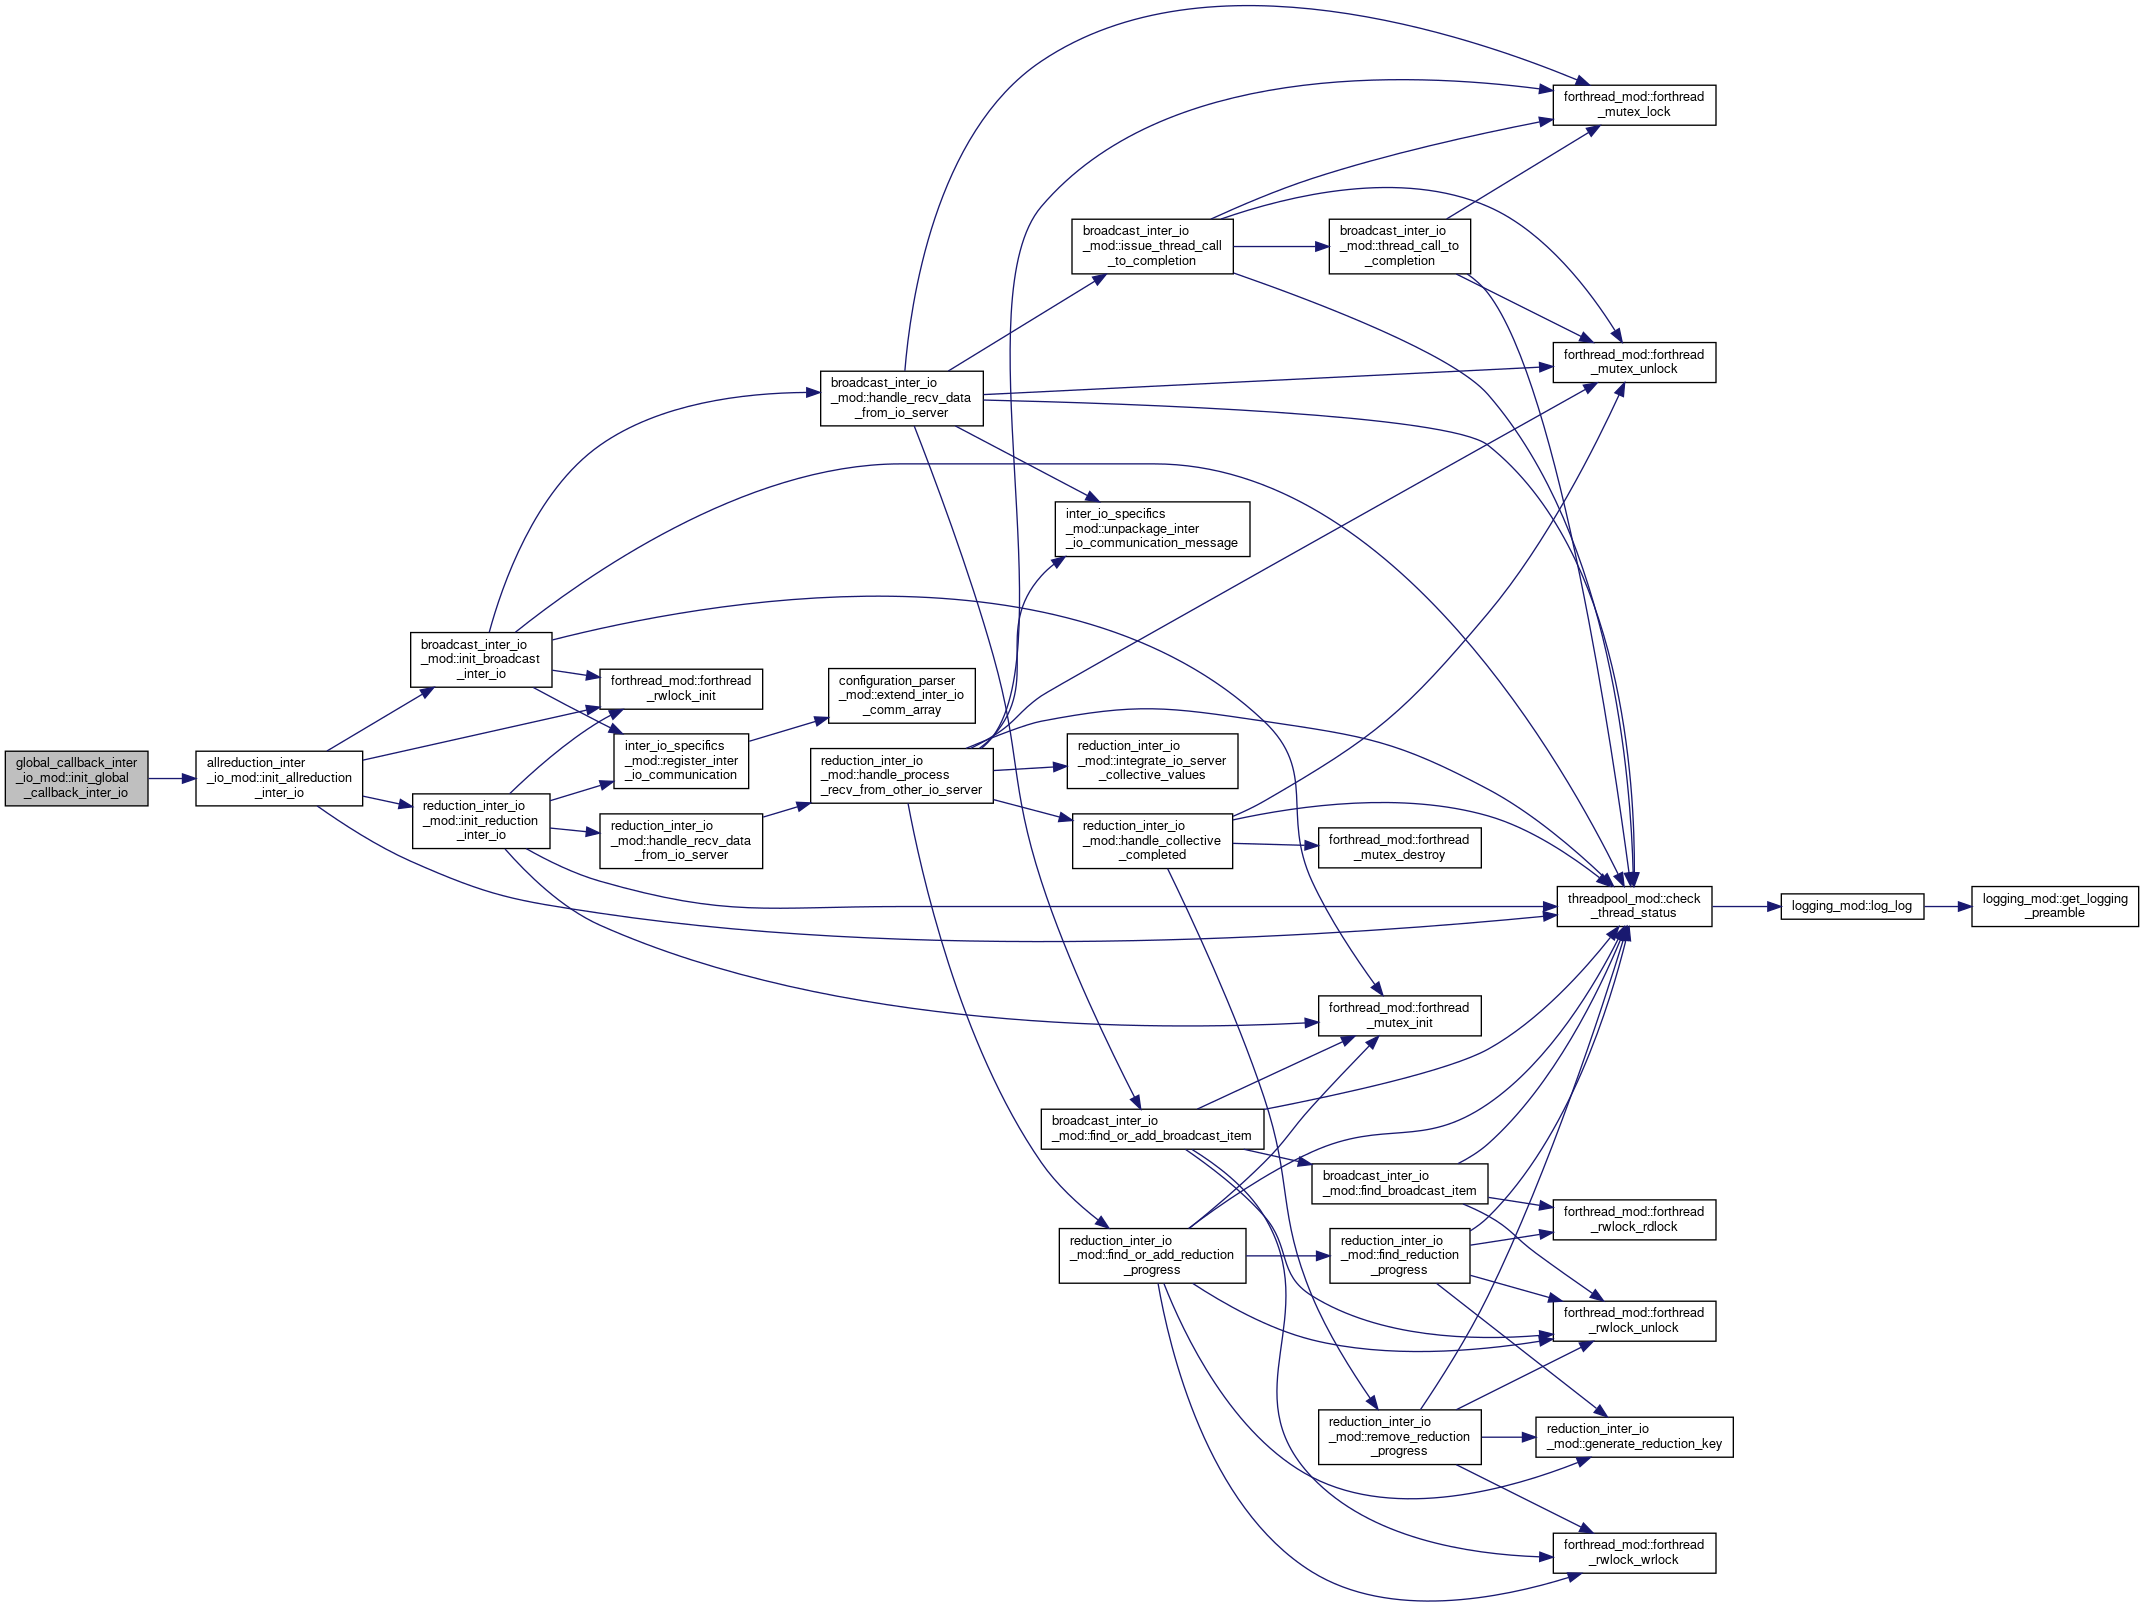 forthread_mod::forthread
_mutex_lock
broadcast_inter_io
_mod::issue_thread_call
_to_completion
broadcast_inter_io
_mod::thread_call_to
_completion
forthread_mod::forthread
_mutex_unlock
broadcast_inter_io
_mod::handle_recv_data
_from_io_server
inter_io_specifics
_mod::unpackage_inter
_io_communication_message
broadcast_inter_io
_mod::init_broadcast
_inter_io
forthread_mod::forthread
_rwlock_init
configuration_parser
_mod::extend_inter_io
_comm_array
inter_io_specifics
_mod::register_inter
_io_communication
reduction_inter_io
_mod::integrate_io_server
_collective_values
global_callback_inter
_io_mod::init_global
_callback_inter_io
allreduction_inter
_io_mod::init_allreduction
_inter_io
reduction_inter_io
_mod::handle_process
_recv_from_other_io_server
reduction_inter_io
_mod::init_reduction
_inter_io
reduction_inter_io
_mod::handle_recv_data
_from_io_server
reduction_inter_io
_mod::handle_collective
_completed
forthread_mod::forthread
_mutex_destroy
threadpool_mod::check
_thread_status
logging_mod::log_log
logging_mod::get_logging
_preamble
forthread_mod::forthread
_mutex_init
broadcast_inter_io
_mod::find_or_add_broadcast_item
broadcast_inter_io
_mod::find_broadcast_item
forthread_mod::forthread
_rwlock_rdlock
reduction_inter_io
_mod::find_or_add_reduction
_progress
reduction_inter_io
_mod::find_reduction
_progress
forthread_mod::forthread
_rwlock_unlock
reduction_inter_io
_mod::remove_reduction
_progress
reduction_inter_io
_mod::generate_reduction_key
forthread_mod::forthread
_rwlock_wrlock